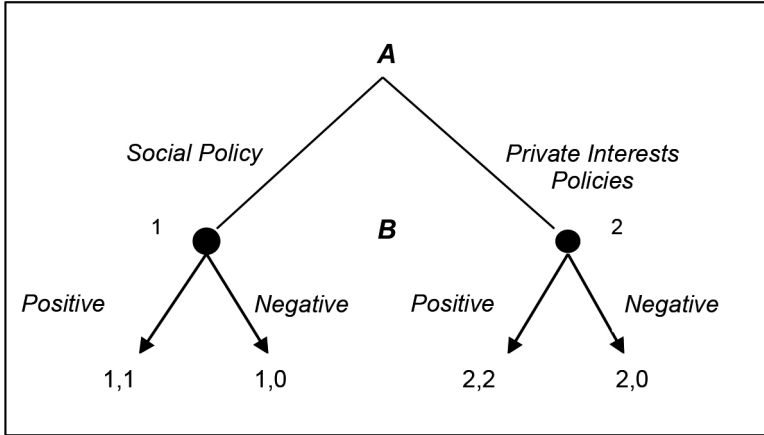 A
Social Policy
Private Interests
Policies
1
B
2
Positive
Negative
Positive
Negative
1,1
1,0
2,2
2,0